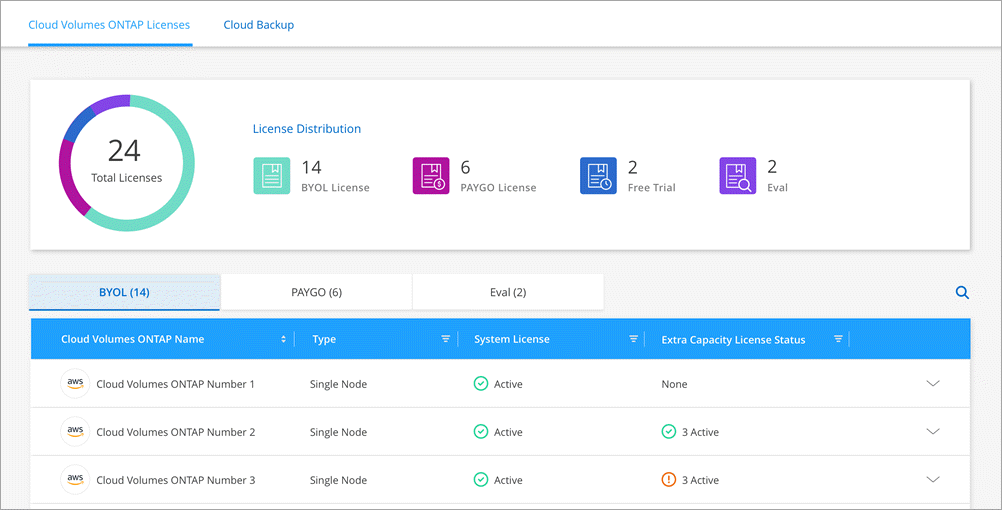 Cloud Volumes ONTAP Licenses Cloud Backup
24
Total Licenses
License Distribution
14
BYOL License
6
PAYGO License
2
Free Trial
2
Eval
BYOL (14) PAYGO (6) Eval (2)
Cloud Volumes ONTAP Name Type System License Extra Capacity License Status
aws Cloud Volumes ONTAP Number 1 Single Node Active None
aws Cloud Volumes ONTAP Number 2 Single Node Active 3 Active
aws Cloud Volumes ONTAP Number 3 Single Node Active 3 Active